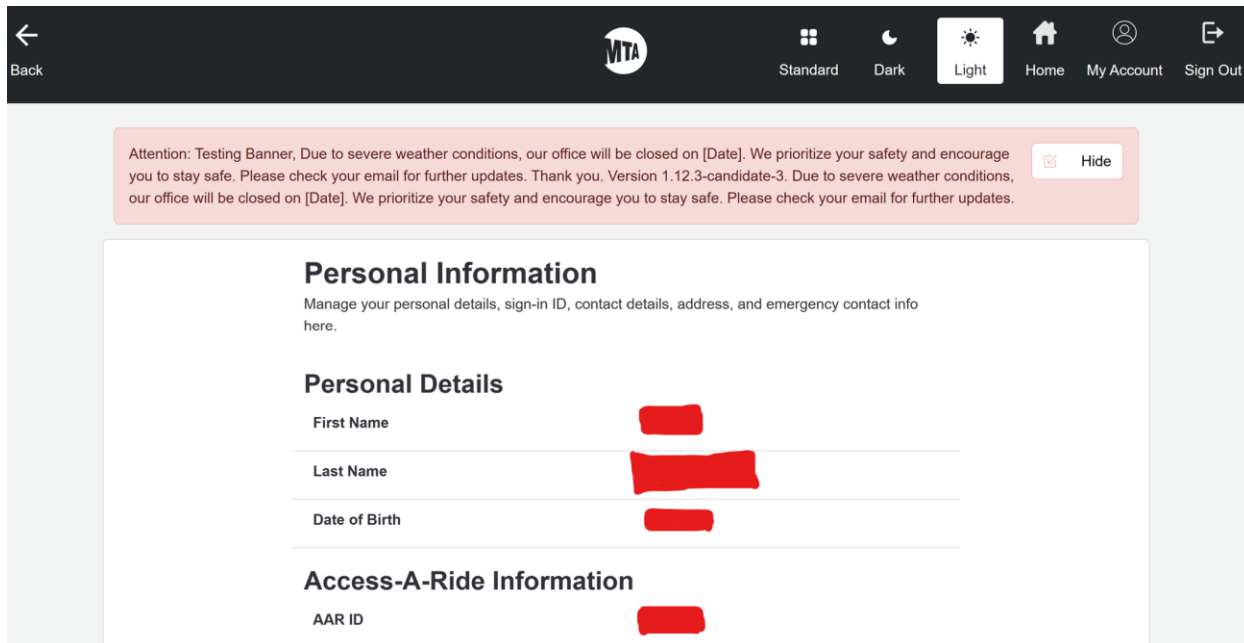 Back
MTA
Standard
Dark
Light
Home
My Account
Sign Out
Attention: Testing Banner, Due to severe weather conditions, our office will be closed on [Date]. We prioritize your safety and encourage
you to stay safe. Please check your email for further updates. Thank you. Version 1.12.3-candidate-3. Due to severe weather conditions,
our office will be closed on [Date]. We prioritize your safety and encourage you to stay safe. Please check your email for further updates.
Hide
Personal Information
Manage your personal details, sign-in ID, contact details, address, and emergency contact info
here.
Personal Details
First Name
Last Name
Date of Birth
Access-A-Ride Information
AAR ID